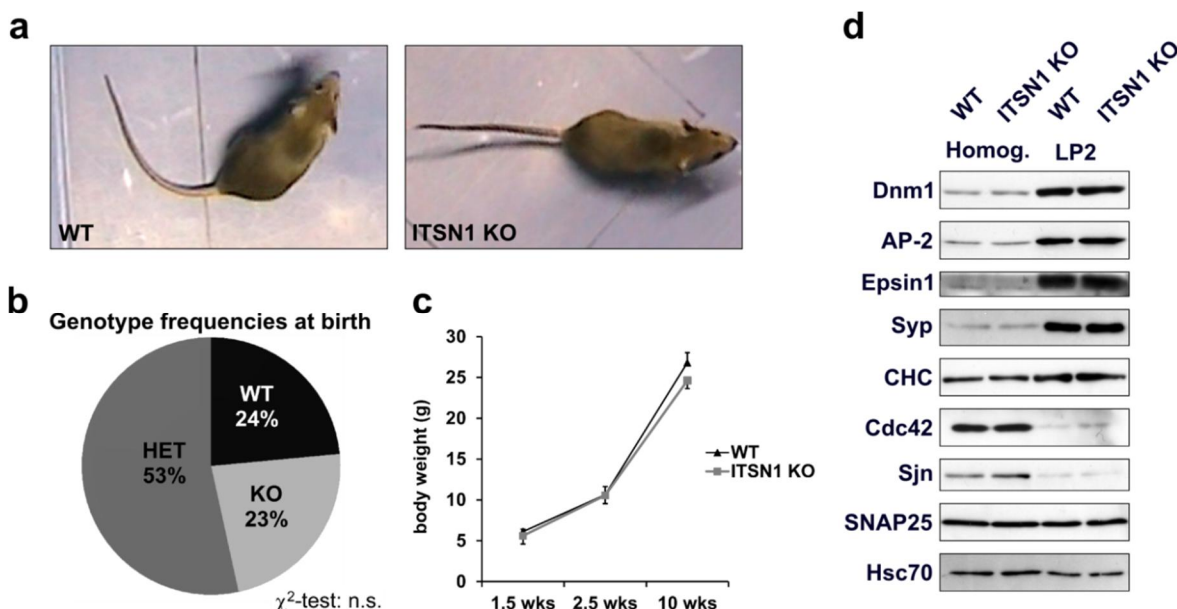 a
WT
ITSN1 KO
b
Genotype frequencies at birth
WT
24%
HET
53%
KO
23%
χ²-test: n.s.
c
body weight (g)
30
25
20
15
10
5
0
1.5 wks 2.5 wks 10 wks
WT
ITSN1 KO
d
WT ITSN1 KO WT ITSN1 KO
Homog. LP2
Dnm1
AP-2
Epsin1
Syp
CHC
Cdc42
Sjn
SNAP25
Hsc70